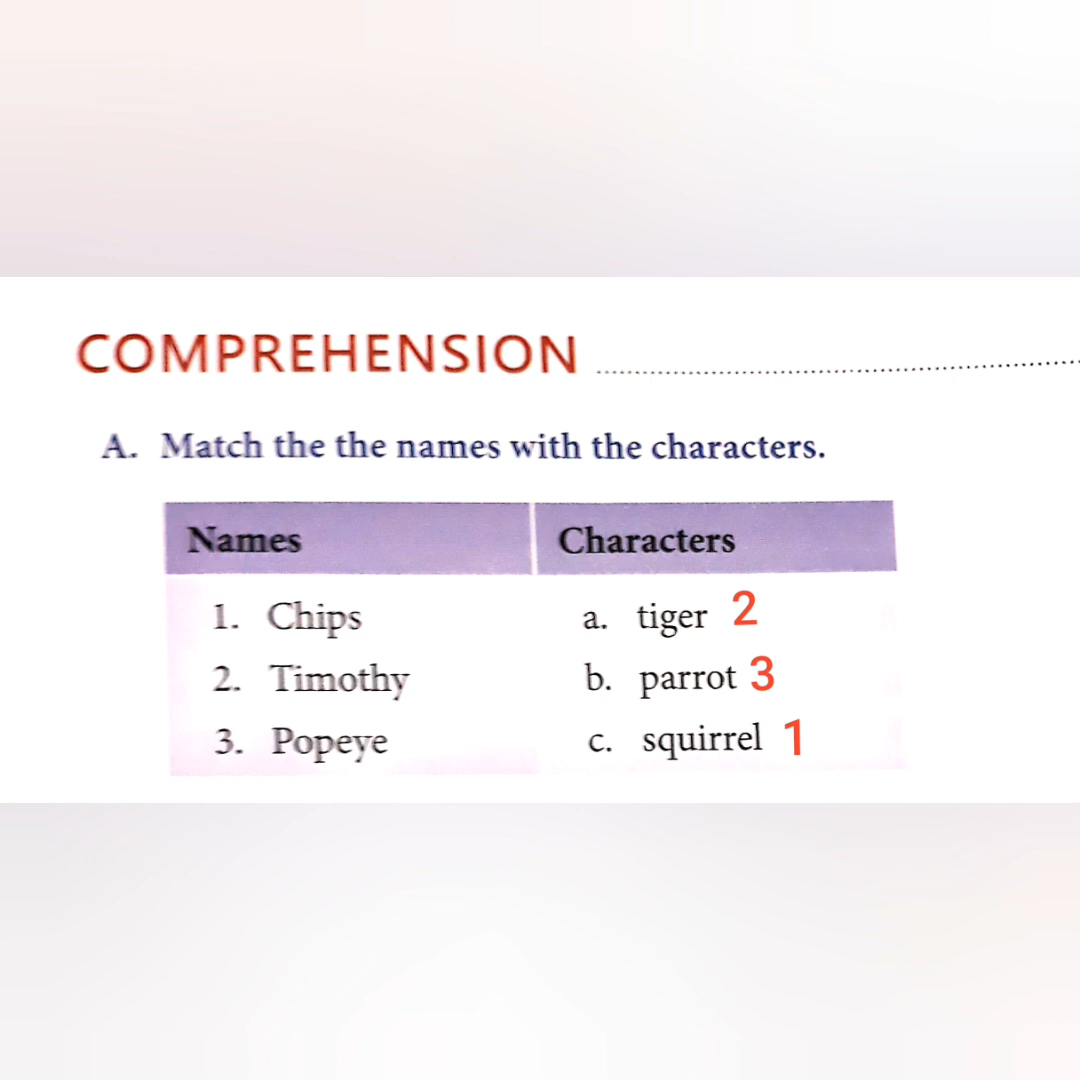 COMPREHENSION
A. Match the the names with the characters.
Names Characters
1. Chips a. tiger 2
2. Timothy b. parrot 3
3. Popeye c. squirrel 1